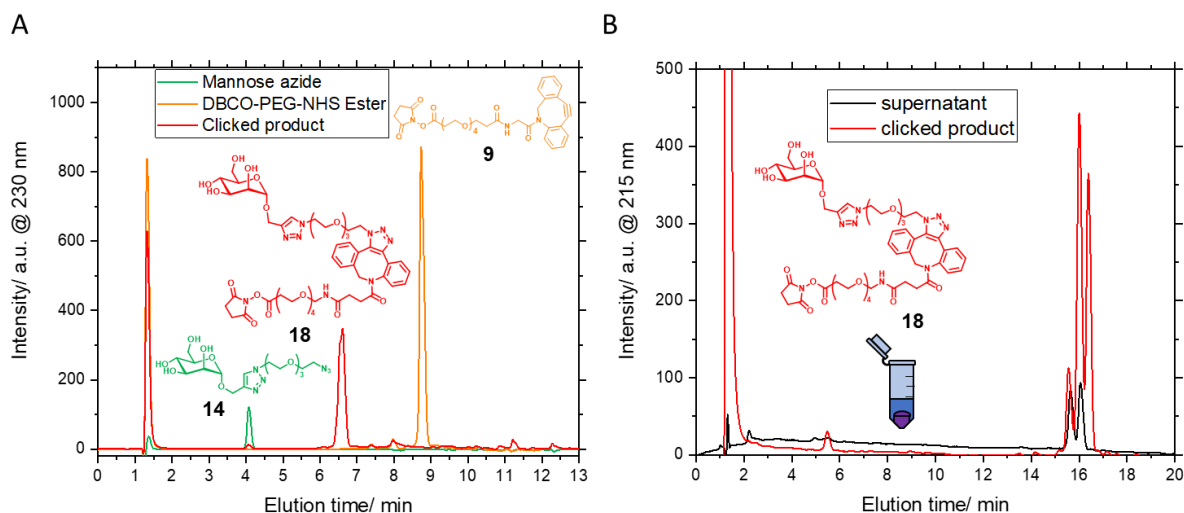 A
Mannose azide
DBCO-PEG-NHS Ester
Clicked product
9
18
14
Intensity/ a.u. @ 230 nm
1000
800
600
400
200
0
0 1 2 3 4 5 6 7 8 9 10 11 12 13
Elution time/ min
B
supernatant
clicked product
18
Intensity/ a.u. @ 215 nm
500
400
300
200
100
0
0 2 4 6 8 10 12 14 16 18 20
Elution time/ min